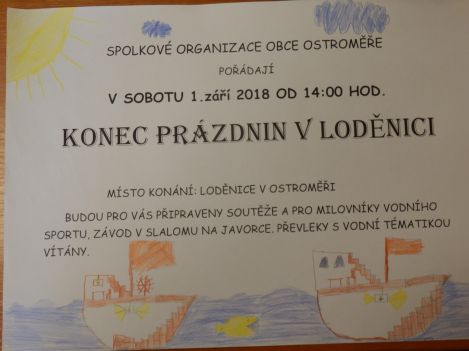 SPOLKOVÉ ORGANIZACE OBCE OSTROMĚŘE
POŘÁDAJÍ
V SOBOTU 1.září 2018 OD 14:00 HOD.
KONEC PRÁZDNIN V LODĚNICI
MÍSTO KONÁNÍ: LODĚNICE V OSTROMĚŘI
BUDOU PRO VÁS PŘIPRAVENY SOUTĚŽE A PRO MILOVNÍKY VODNÍHO
SPORTU, ZÁVOD V SLALOMU NA JAVORCE. PŘEVLEKY S VODNÍ TÉMATIKOU
VÍTÁNY.